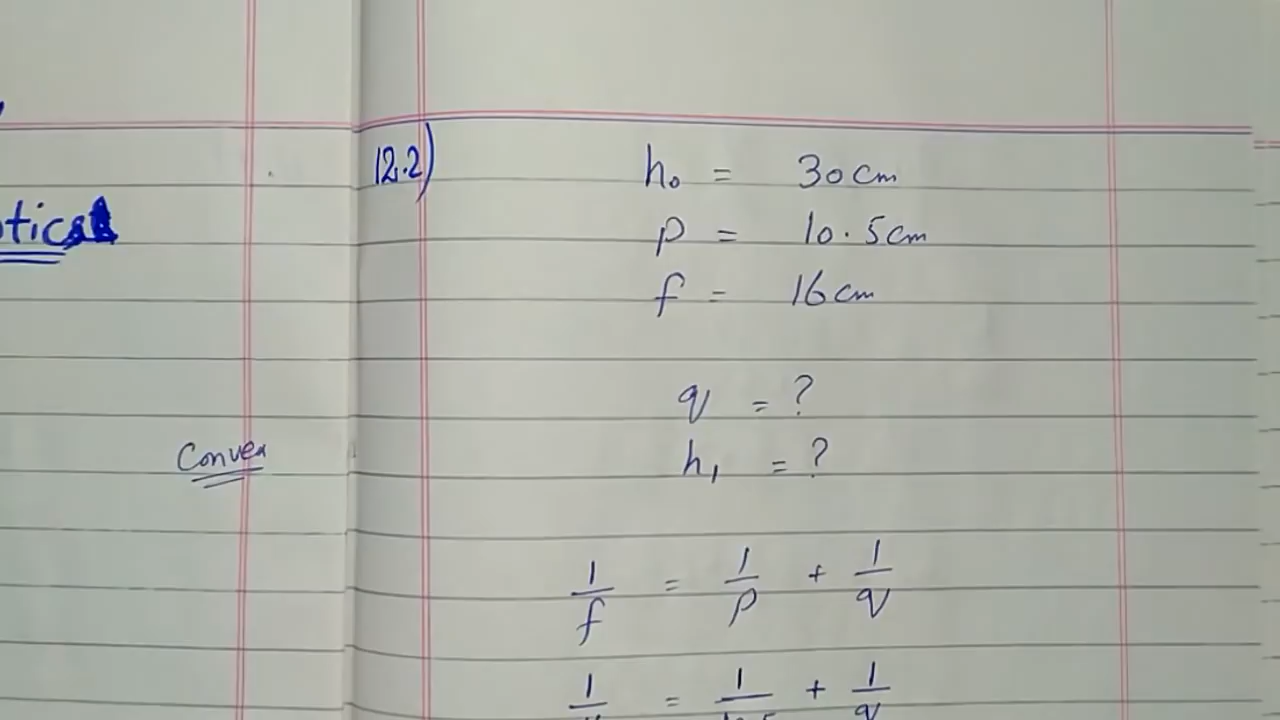 12.2)
h₀ = 30cm
p = 10.5cm
f = 16cm
q = ?
h₁ = ?
Convex
1/f = 1/p + 1/q